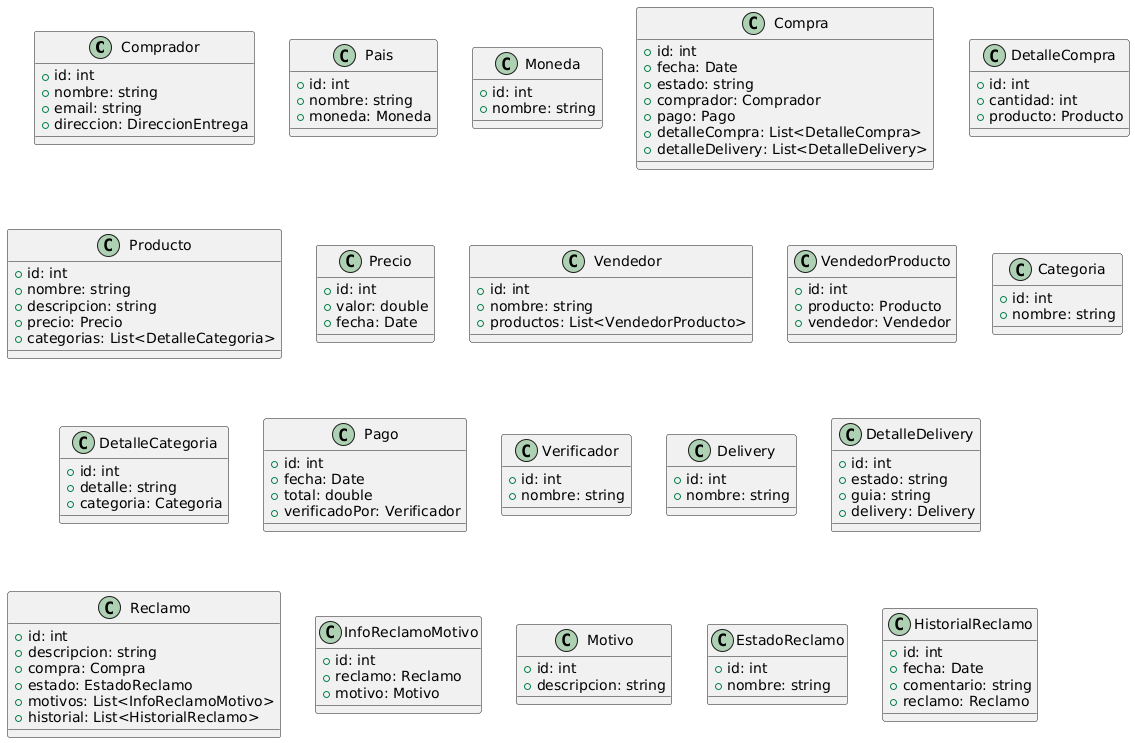 C Comprador
id: int
nombre: string
email: string
direccion: DireccionEntrega
C Pais
id: int
nombre: string
moneda: Moneda
C Moneda
id: int
nombre: string
C Compra
id: int
fecha: Date
estado: string
comprador: Comprador
pago: Pago
detalleCompra: List<DetalleCompra>
detalleDelivery: List<DetalleDelivery>
C DetalleCompra
id: int
cantidad: int
producto: Producto
C Producto
id: int
nombre: string
descripcion: string
precio: Precio
categorias: List<DetalleCategoria>
C Precio
id: int
valor: double
fecha: Date
C Vendedor
id: int
nombre: string
productos: List<VendedorProducto>
C VendedorProducto
id: int
producto: Producto
vendedor: Vendedor
C Categoria
id: int
nombre: string
C DetalleCategoria
id: int
detalle: string
categoria: Categoria
C Pago
id: int
fecha: Date
total: double
verificadoPor: Verificador
C Verificador
id: int
nombre: string
C Delivery
id: int
nombre: string
C DetalleDelivery
id: int
estado: string
guia: string
delivery: Delivery
C Reclamo
id: int
descripcion: string
compra: Compra
estado: EstadoReclamo
motivos: List<InfoReclamoMotivo>
historial: List<HistorialReclamo>
C InfoReclamoMotivo
id: int
reclamo: Reclamo
motivo: Motivo
C Motivo
id: int
descripcion: string
C EstadoReclamo
id: int
nombre: string
C HistorialReclamo
id: int
fecha: Date
comentario: string
reclamo: Reclamo